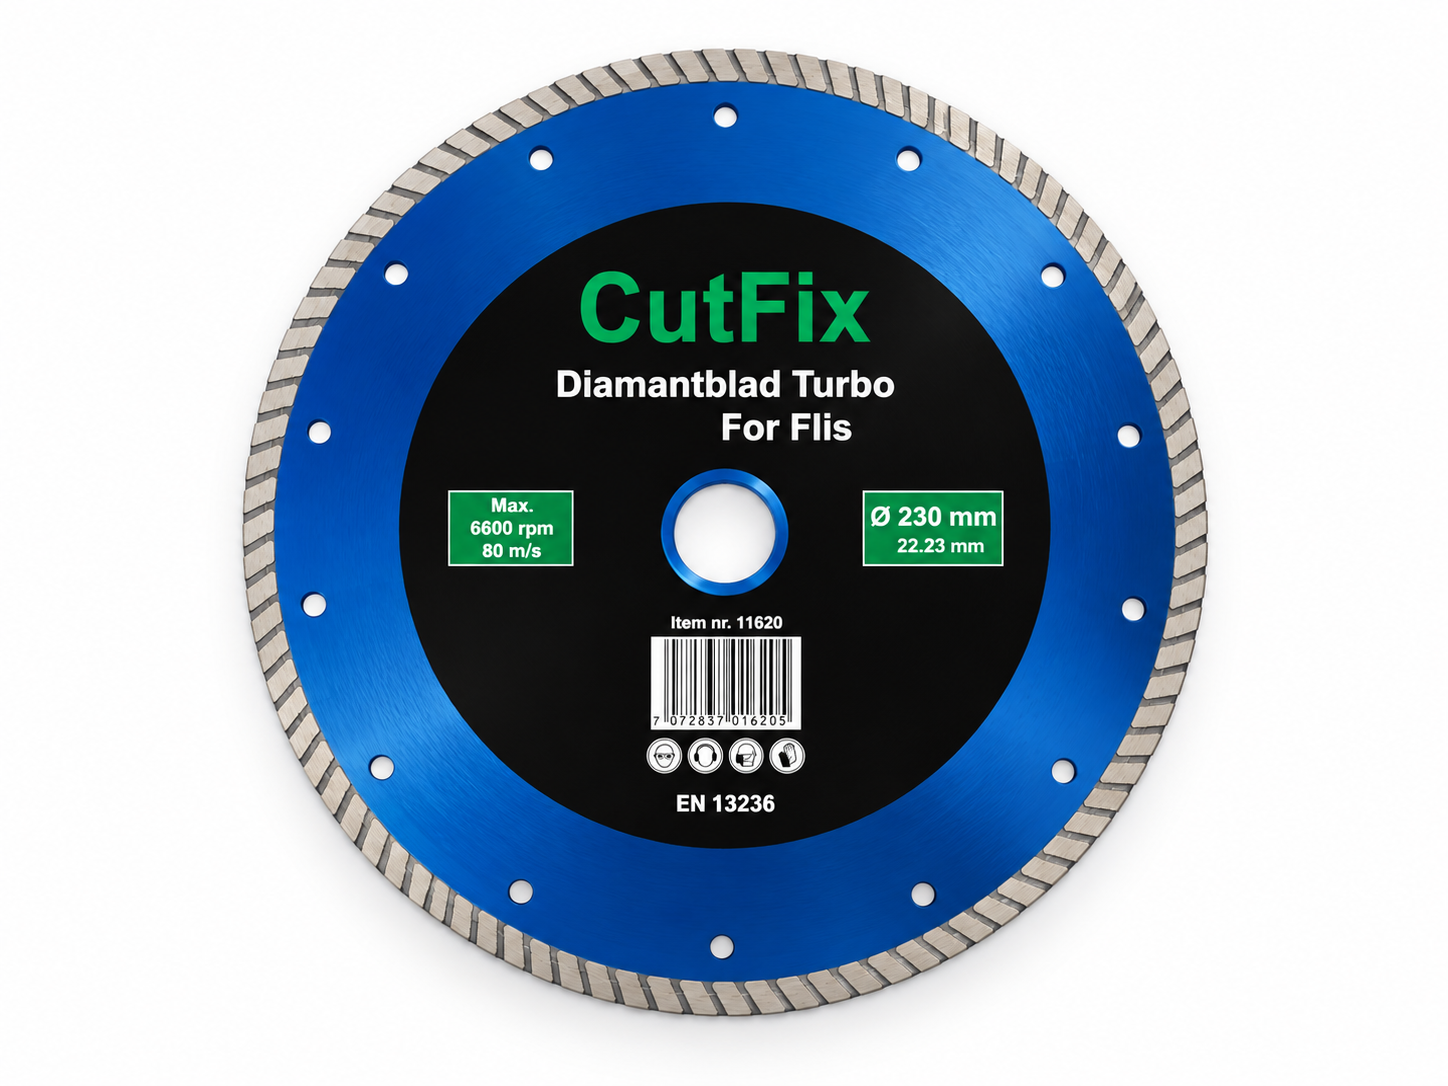 CutFix
Diamantblad Turbo
For Flis
Max.
6600 rpm
80 m/s
Ø 230 mm
22.23 mm
Item nr. 11620
7 072837 016205
EN 13236